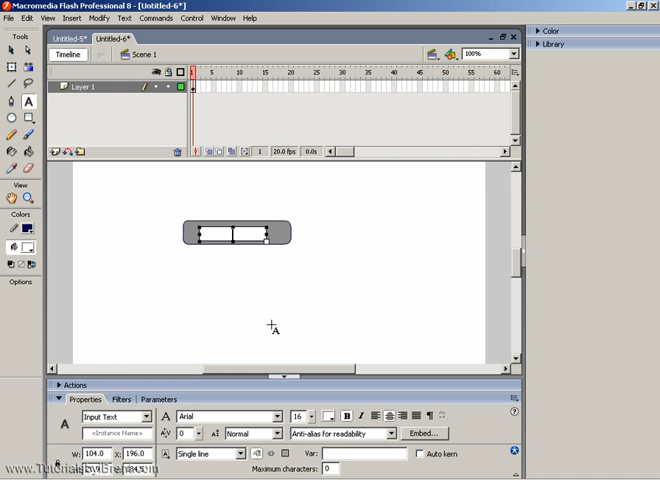 Macromedia Flash Professional 8 - [Untitled-6*]
File Edit View Insert Modify Text Commands Control Window Help
Tools
Untitled-5* Untitled-6*
Timeline Scene 1 100%
1 5 10 15 20 25 30 35 40 45 50 55 60
Layer 1
1 20.0 fps 0.0s
A
View
Colors
Options
Color
Library
A
Actions
Properties Filters Parameters
A Input Text A Arial 16 B I
<Instance Name> A|V 0 Normal Anti-alias for readability Embed...
W: 104.0 X: 196.0 Single line Var: Auto kern
Maximum characters: 0
www.TutorialsbyJErem.com